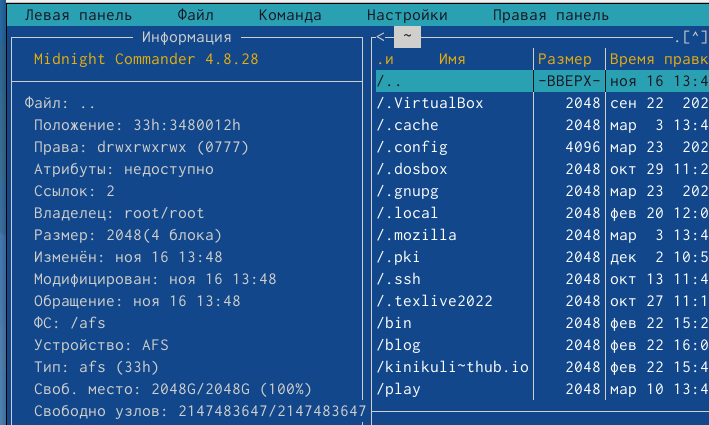 Левая панель Файл Команда Настройки Правая панель
Информация
Midnight Commander 4.8.28
Файл: ..
Положение: 33h:3480012h
Права: drwxrwxrwx (0777)
Атрибуты: недоступно
Ссылок: 2
Владелец: root/root
Размер: 2048(4 блока)
Изменён: ноя 16 13:48
Модифицирован: ноя 16 13:48
Обращение: ноя 16 13:48
ФС: /afs
Устройство: AFS
Тип: afs (33h)
Своб. место: 2048G/2048G (100%)
Свободно узлов: 2147483647/2147483647
<─ ~ .[^]
.и Имя Размер Время правк
/.. -ВВЕРХ- ноя 16 13:4
/.VirtualBox 2048 сен 22 202
/.cache 2048 мар 3 13:4
/.config 4096 мар 23 202
/.dosbox 2048 окт 29 11:2
/.gnupg 2048 мар 23 202
/.local 2048 фев 20 12:0
/.mozilla 2048 мар 3 13:4
/.pki 2048 дек 2 10:5
/.ssh 2048 окт 13 11:4
/.texlive2022 2048 окт 27 11:1
/bin 2048 фев 22 15:2
/blog 2048 фев 22 16:0
/kinikuli~thub.io 2048 фев 22 15:4
/play 2048 мар 10 13:4